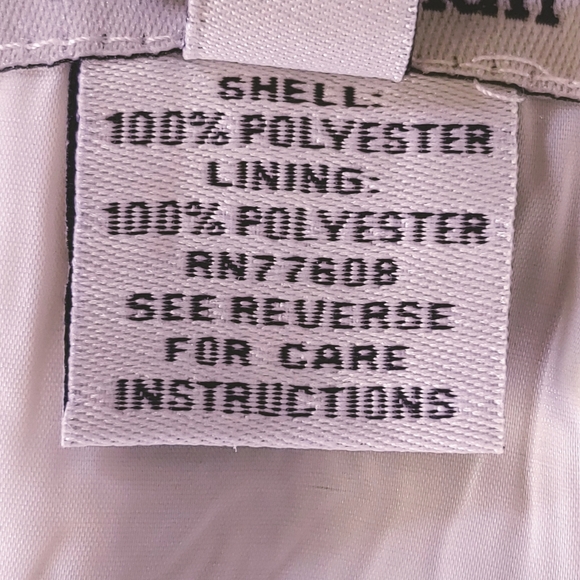 SHELL:
100% POLYESTER
LINING:
100% POLYESTER
RN77608
SEE REVERSE
FOR CARE
INSTRUCTIONS